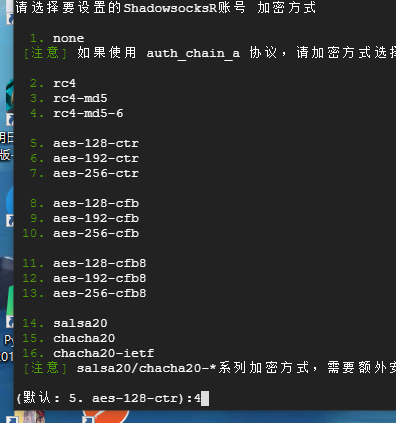 请选择要设置的ShadowsocksR账号 加密方式
1. none
[注意] 如果使用 auth_chain_a 协议，请加密方式选择
2. rc4
3. rc4-md5
4. rc4-md5-6
5. aes-128-ctr
6. aes-192-ctr
7. aes-256-ctr
8. aes-128-cfb
9. aes-192-cfb
10. aes-256-cfb
11. aes-128-cfb8
12. aes-192-cfb8
13. aes-256-cfb8
14. salsa20
15. chacha20
16. chacha20-ietf
[注意] salsa20/chacha20-*系列加密方式，需要额外安
(默认: 5. aes-128-ctr):4